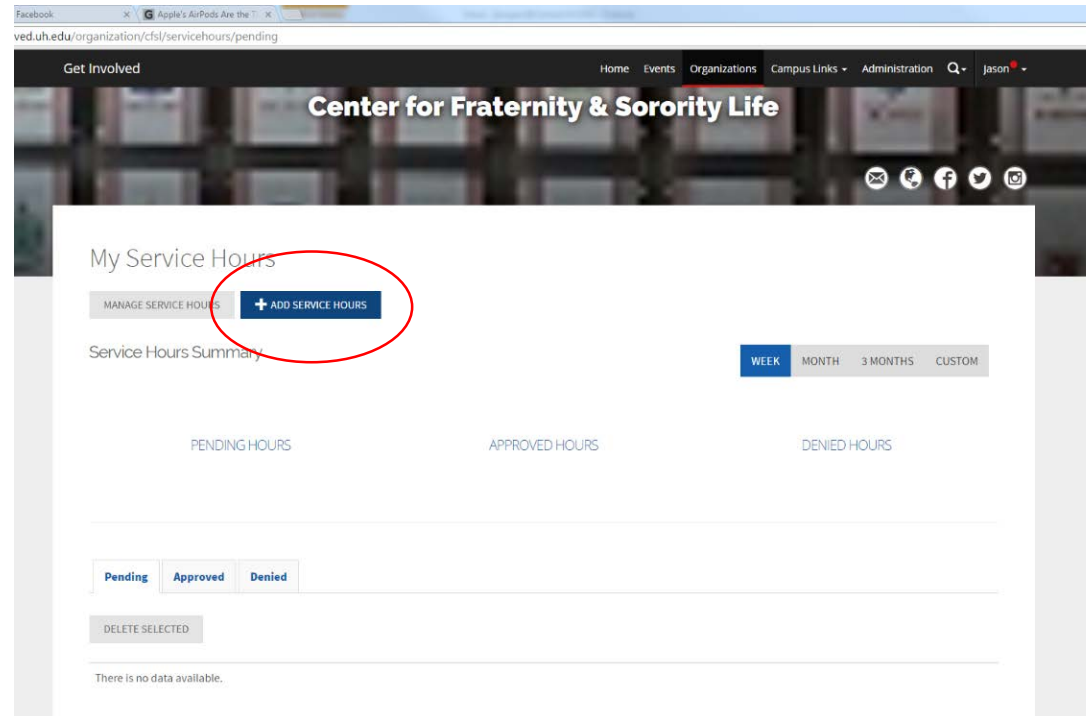 Facebook
Apple's AirPods Are the
ved.uh.edu/organization/cfsl/servicehours/pending
Get Involved Home Events Organizations Campus Links Administration Jason
Center for Fraternity & Sorority Life
My Service Hours
MANAGE SERVICE HOURS + ADD SERVICE HOURS
Service Hours Summary
WEEK MONTH 3 MONTHS CUSTOM
PENDING HOURS APPROVED HOURS DENIED HOURS
Pending Approved Denied
DELETE SELECTED
There is no data available.